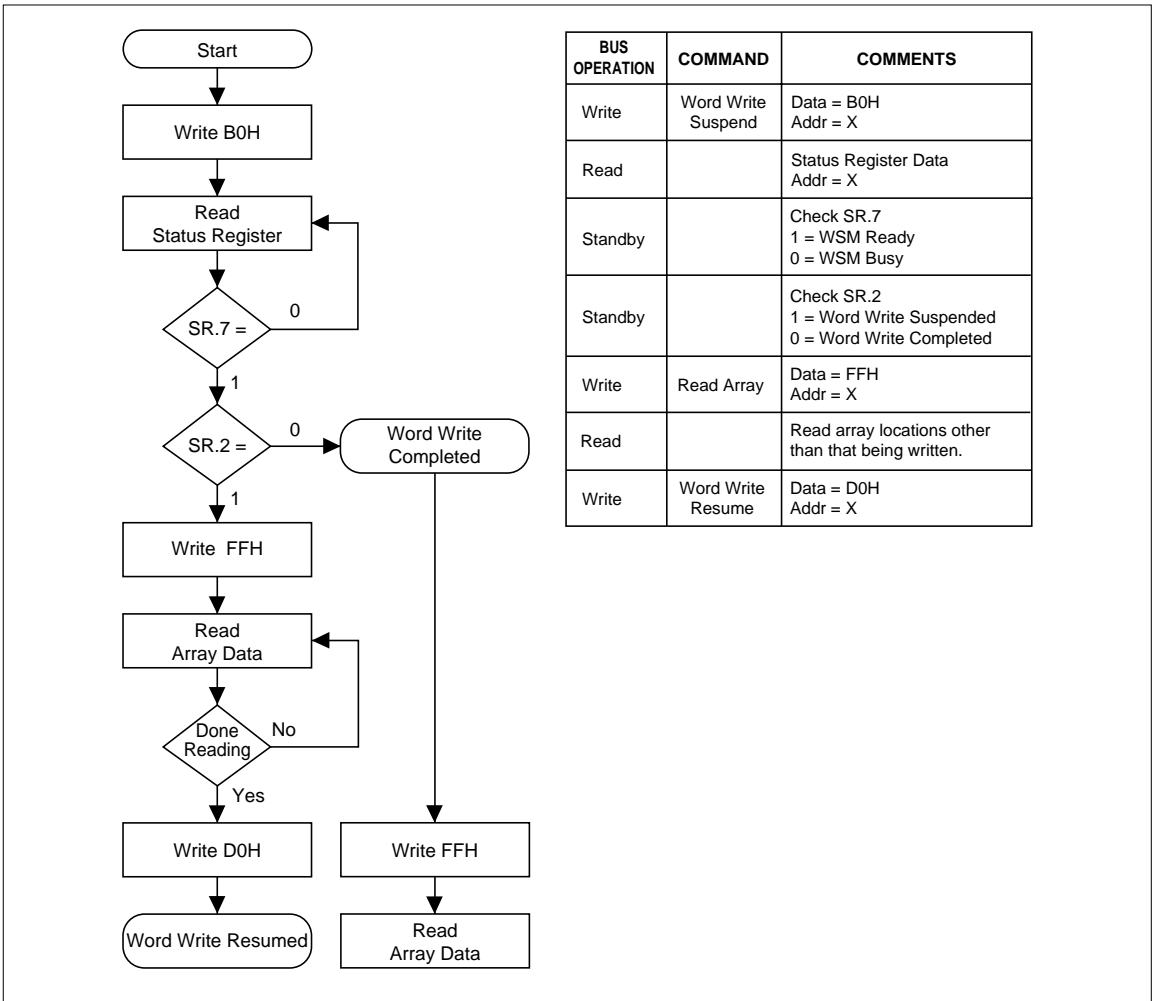 Start
Write B0H
Read
Status Register
SR.7 =
0
1
SR.2 =
0
Word Write
Completed
1
Write FFH
Read
Array Data
Done
Reading
No
Yes
Write D0H
Write FFH
Word Write Resumed
Read
Array Data
BUS
OPERATION
COMMAND
COMMENTS
Write
Word Write
Suspend
Data = B0H
Addr = X
Read
Status Register Data
Addr = X
Standby
Check SR.7
1 = WSM Ready
0 = WSM Busy
Standby
Check SR.2
1 = Word Write Suspended
0 = Word Write Completed
Write
Read Array
Data = FFH
Addr = X
Read
Read array locations other
than that being written.
Write
Word Write
Resume
Data = D0H
Addr = X